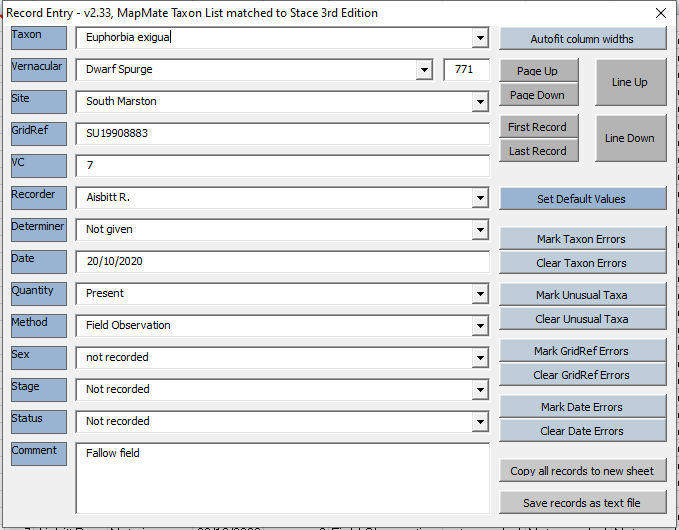 Record Entry - v2.33, MapMate Taxon List matched to Stace 3rd Edition
Taxon Euphorbia exigua Autofit column widths
Vernacular Dwarf Spurge 771 Page Up Line Up
Page Down
Site South Marston
GridRef SU19908883 First Record Line Down
Last Record
VC 7
Recorder Aisbitt R. Set Default Values
Determiner Not given Mark Taxon Errors
Date 20/10/2020 Clear Taxon Errors
Quantity Present Mark Unusual Taxa
Method Field Observation Clear Unusual Taxa
Sex not recorded Mark GridRef Errors
Stage Not recorded Clear GridRef Errors
Status Not recorded Mark Date Errors
Clear Date Errors
Comment Fallow field
Copy all records to new sheet
Save records as text file